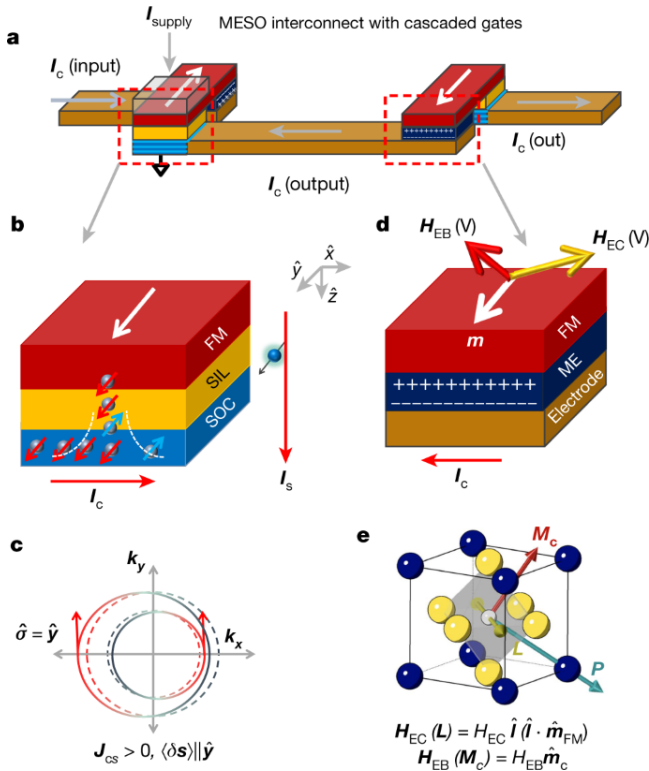 a
I_supply
MESO interconnect with cascaded gates
I_c (input)
I_c (out)
I_c (output)
b
d
H_EB (V)
H_EC (V)
x̂
ŷ
ẑ
m
FM
SIL
SOC
FM
ME
Electrode
+++++++++++
I_c
I_s
I_c
c
e
k_y
M_c
σ̂ = ŷ
k_x
L
P
J_cs > 0, ⟨δs⟩||ŷ
H_EC (L) = H_EC l̂ (l̂ · m̂_FM)
H_EB (M_c) = H_EB m̂_c